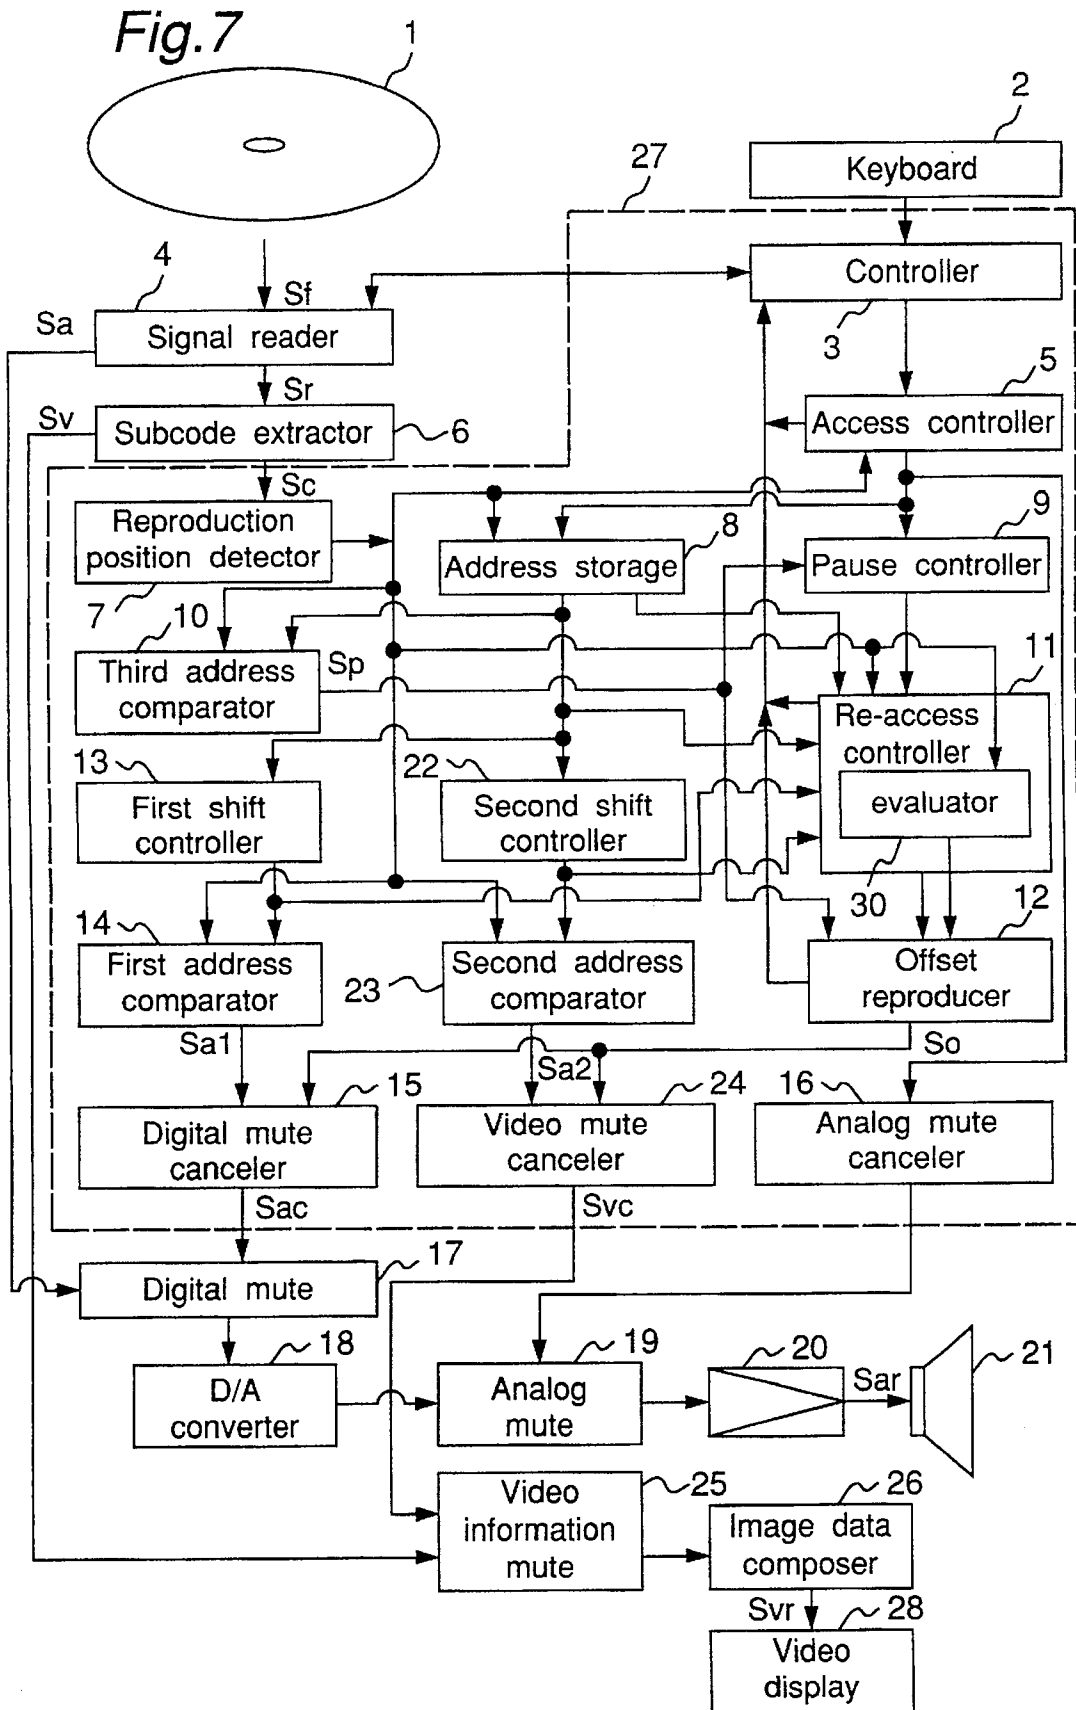 Fig.7
1
2
Keyboard
27
4
Controller
3
Sf
Sa
Signal reader
Sr
5
Access controller
Sv
Subcode extractor
6
Sc
Reproduction
position detector
7
8
Address storage
9
Pause controller
10
Third address
comparator
Sp
11
Re-access
controller
evaluator
30
13
First shift
controller
22
Second shift
controller
14
First address
comparator
23
Second address
comparator
12
Offset
reproducer
Sa1
Sa2
So
15
Digital mute
canceler
24
Video mute
canceler
16
Analog mute
canceler
Sac
Svc
17
Digital mute
18
D/A
converter
19
Analog
mute
20
Sar
21
25
Video
information
mute
26
Image data
composer
Svr
28
Video
display